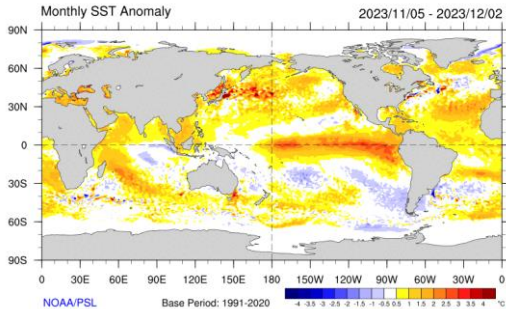 Monthly SST Anomaly
2023/11/05 - 2023/12/02
90N
60N
30N
0
30S
60S
90S
0 30E 60E 90E 120E 150E 180 150W 120W 90W 60W 30W 0
NOAA/PSL
Base Period: 1991-2020
-4 -3.5 -3 -2.5 -2 -1.5 -1 -0.5 0.5 1 1.5 2 2.5 3 3.5 4 °C